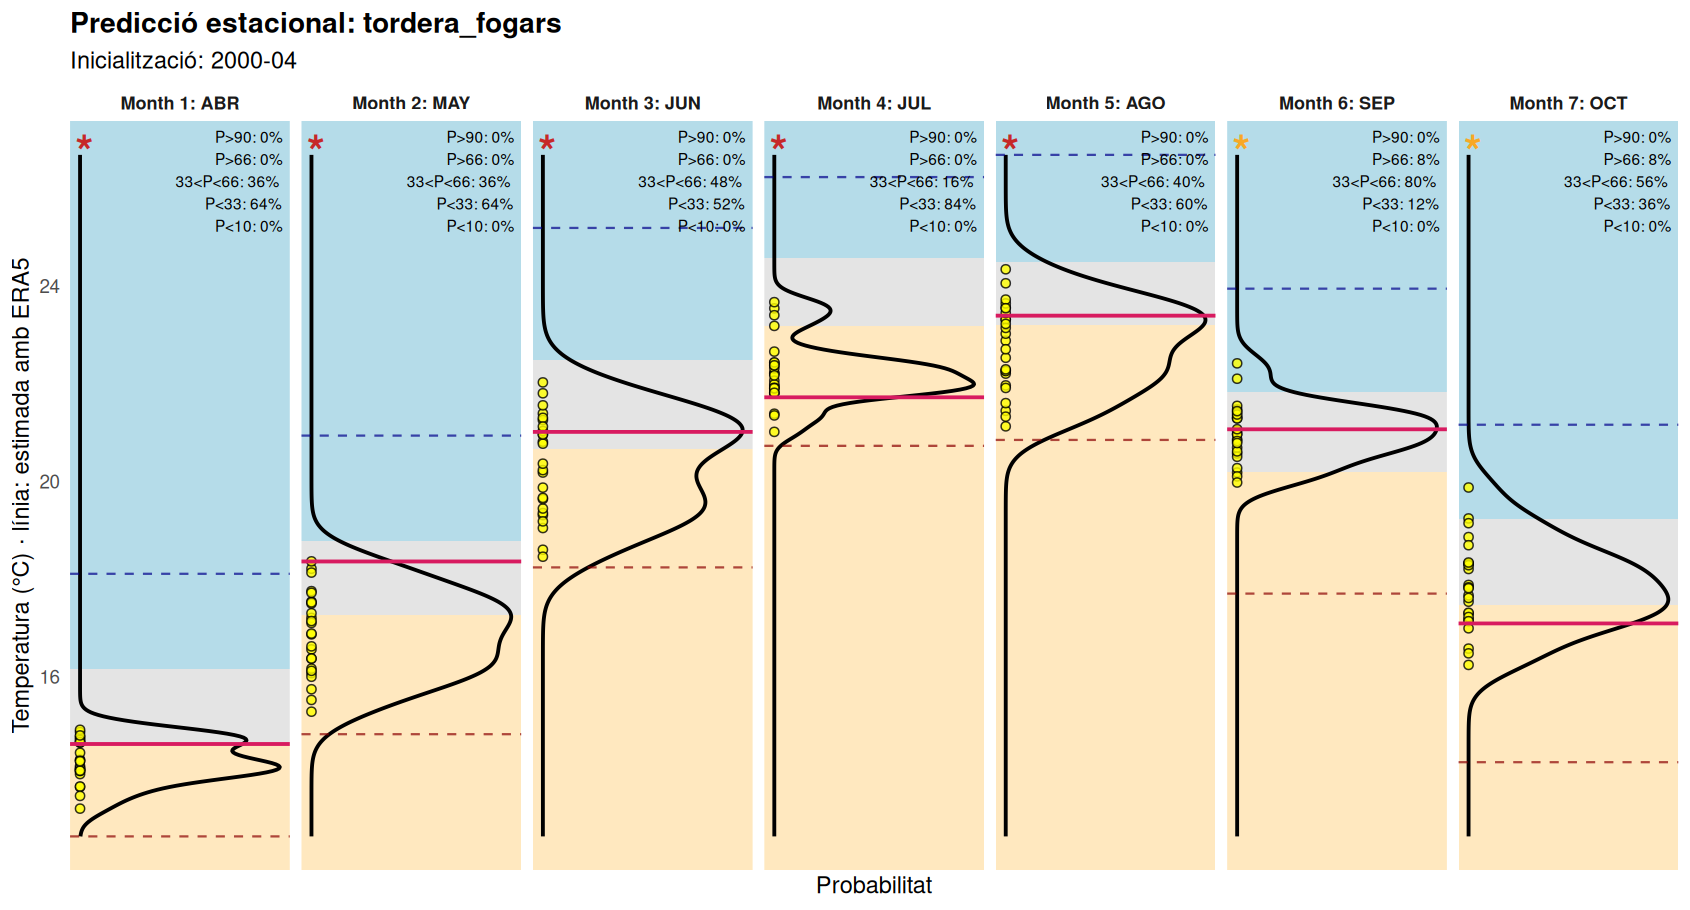 Predicció estacional: tordera_fogars
Inicialització: 2000-04
Month 1: ABR
Month 2: MAY
Month 3: JUN
Month 4: JUL
Month 5: AGO
Month 6: SEP
Month 7: OCT
*
P>90: 0%
P>66: 0%
33<P<66: 36%
P<33: 64%
P<10: 0%
*
P>90: 0%
P>66: 0%
33<P<66: 36%
P<33: 64%
P<10: 0%
*
P>90: 0%
P>66: 0%
33<P<66: 48%
P<33: 52%
P<10: 0%
*
P>90: 0%
P>66: 0%
33<P<66: 16%
P<33: 84%
P<10: 0%
*
P>90: 0%
P>66: 0%
33<P<66: 40%
P<33: 60%
P<10: 0%
*
P>90: 0%
P>66: 8%
33<P<66: 80%
P<33: 12%
P<10: 0%
*
P>90: 0%
P>66: 8%
33<P<66: 56%
P<33: 36%
P<10: 0%
Temperatura (°C) · línia: estimada amb ERA5
24
20
16
Probabilitat